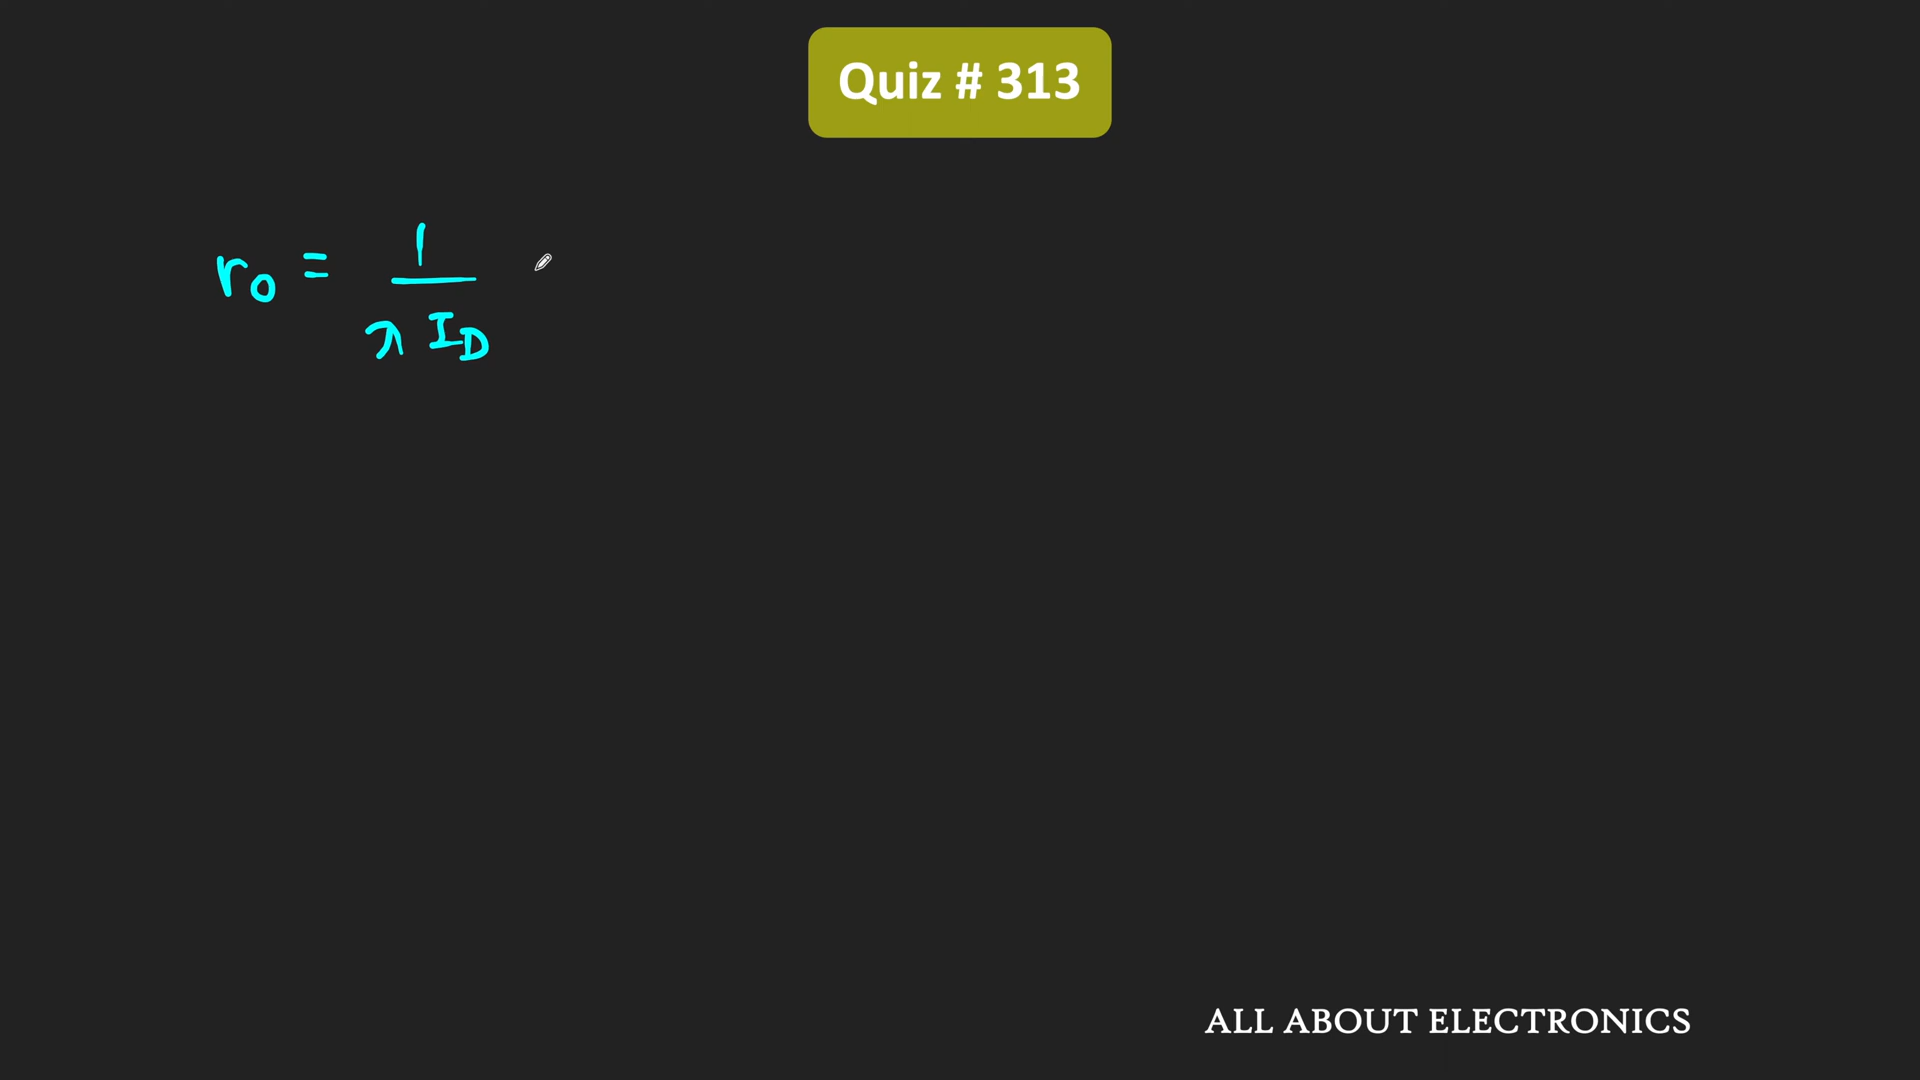 Quiz # 313
r₀ = 1 / (λ I_D)
ALL ABOUT ELECTRONICS